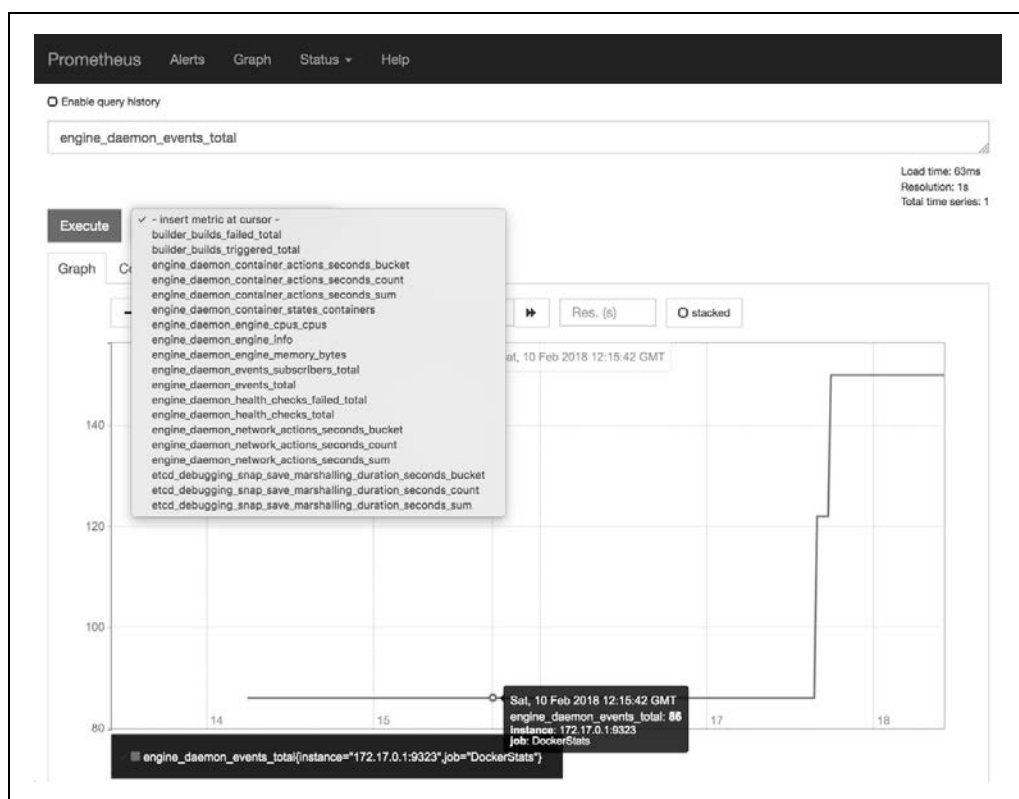 Prometheus Alerts Graph Status Help
Enable query history
engine_daemon_events_total
Load time: 63ms
Resolution: 1s
Total time series: 1
Execute
- insert metric at cursor -
builder_builds_failed_total
builder_builds_triggered_total
engine_daemon_container_actions_seconds_bucket
engine_daemon_container_actions_seconds_count
engine_daemon_container_actions_seconds_sum
engine_daemon_container_states_containers
engine_daemon_engine_cpus_cpus
engine_daemon_engine_info
engine_daemon_engine_memory_bytes
engine_daemon_events_subscribers_total
engine_daemon_events_total
engine_daemon_health_checks_failed_total
engine_daemon_health_checks_total
engine_daemon_network_actions_seconds_bucket
engine_daemon_network_actions_seconds_count
engine_daemon_network_actions_seconds_sum
etcd_debugging_snap_save_marshalling_duration_seconds_bucket
etcd_debugging_snap_save_marshalling_duration_seconds_count
etcd_debugging_snap_save_marshalling_duration_seconds_sum
Graph
Res. (s) stacked
10 Feb 2018 12:15:42 GMT
140
120
100
80
14 15 17 18
Sat, 10 Feb 2018 12:15:42 GMT
engine_daemon_events_total: 86
instance: 172.17.0.1:9323
job: DockerStats
engine_daemon_events_total{instance="172.17.0.1:9323",job="DockerStats"}